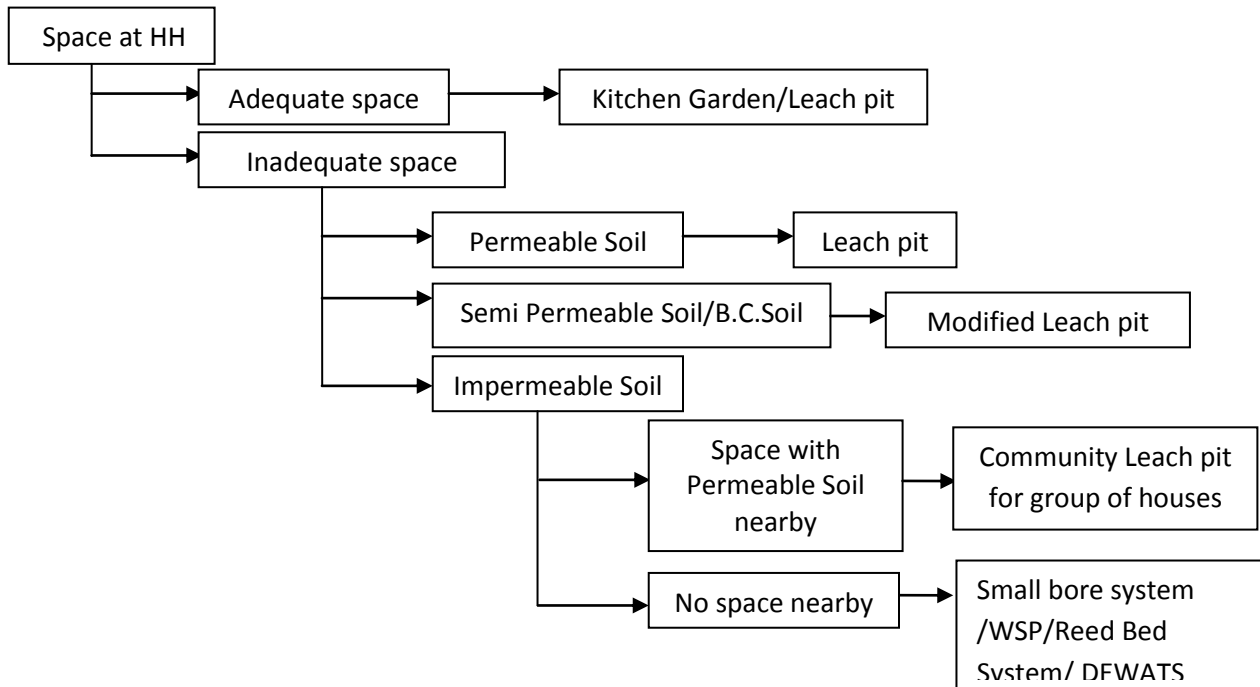 Space at HH
Adequate space
Kitchen Garden/Leach pit
Inadequate space
Permeable Soil
Leach pit
Semi Permeable Soil/B.C.Soil
Modified Leach pit
Impermeable Soil
Space with
Permeable Soil
nearby
Community Leach pit
for group of houses
No space nearby
Small bore system
/WSP/Reed Bed
System/ DEWATS